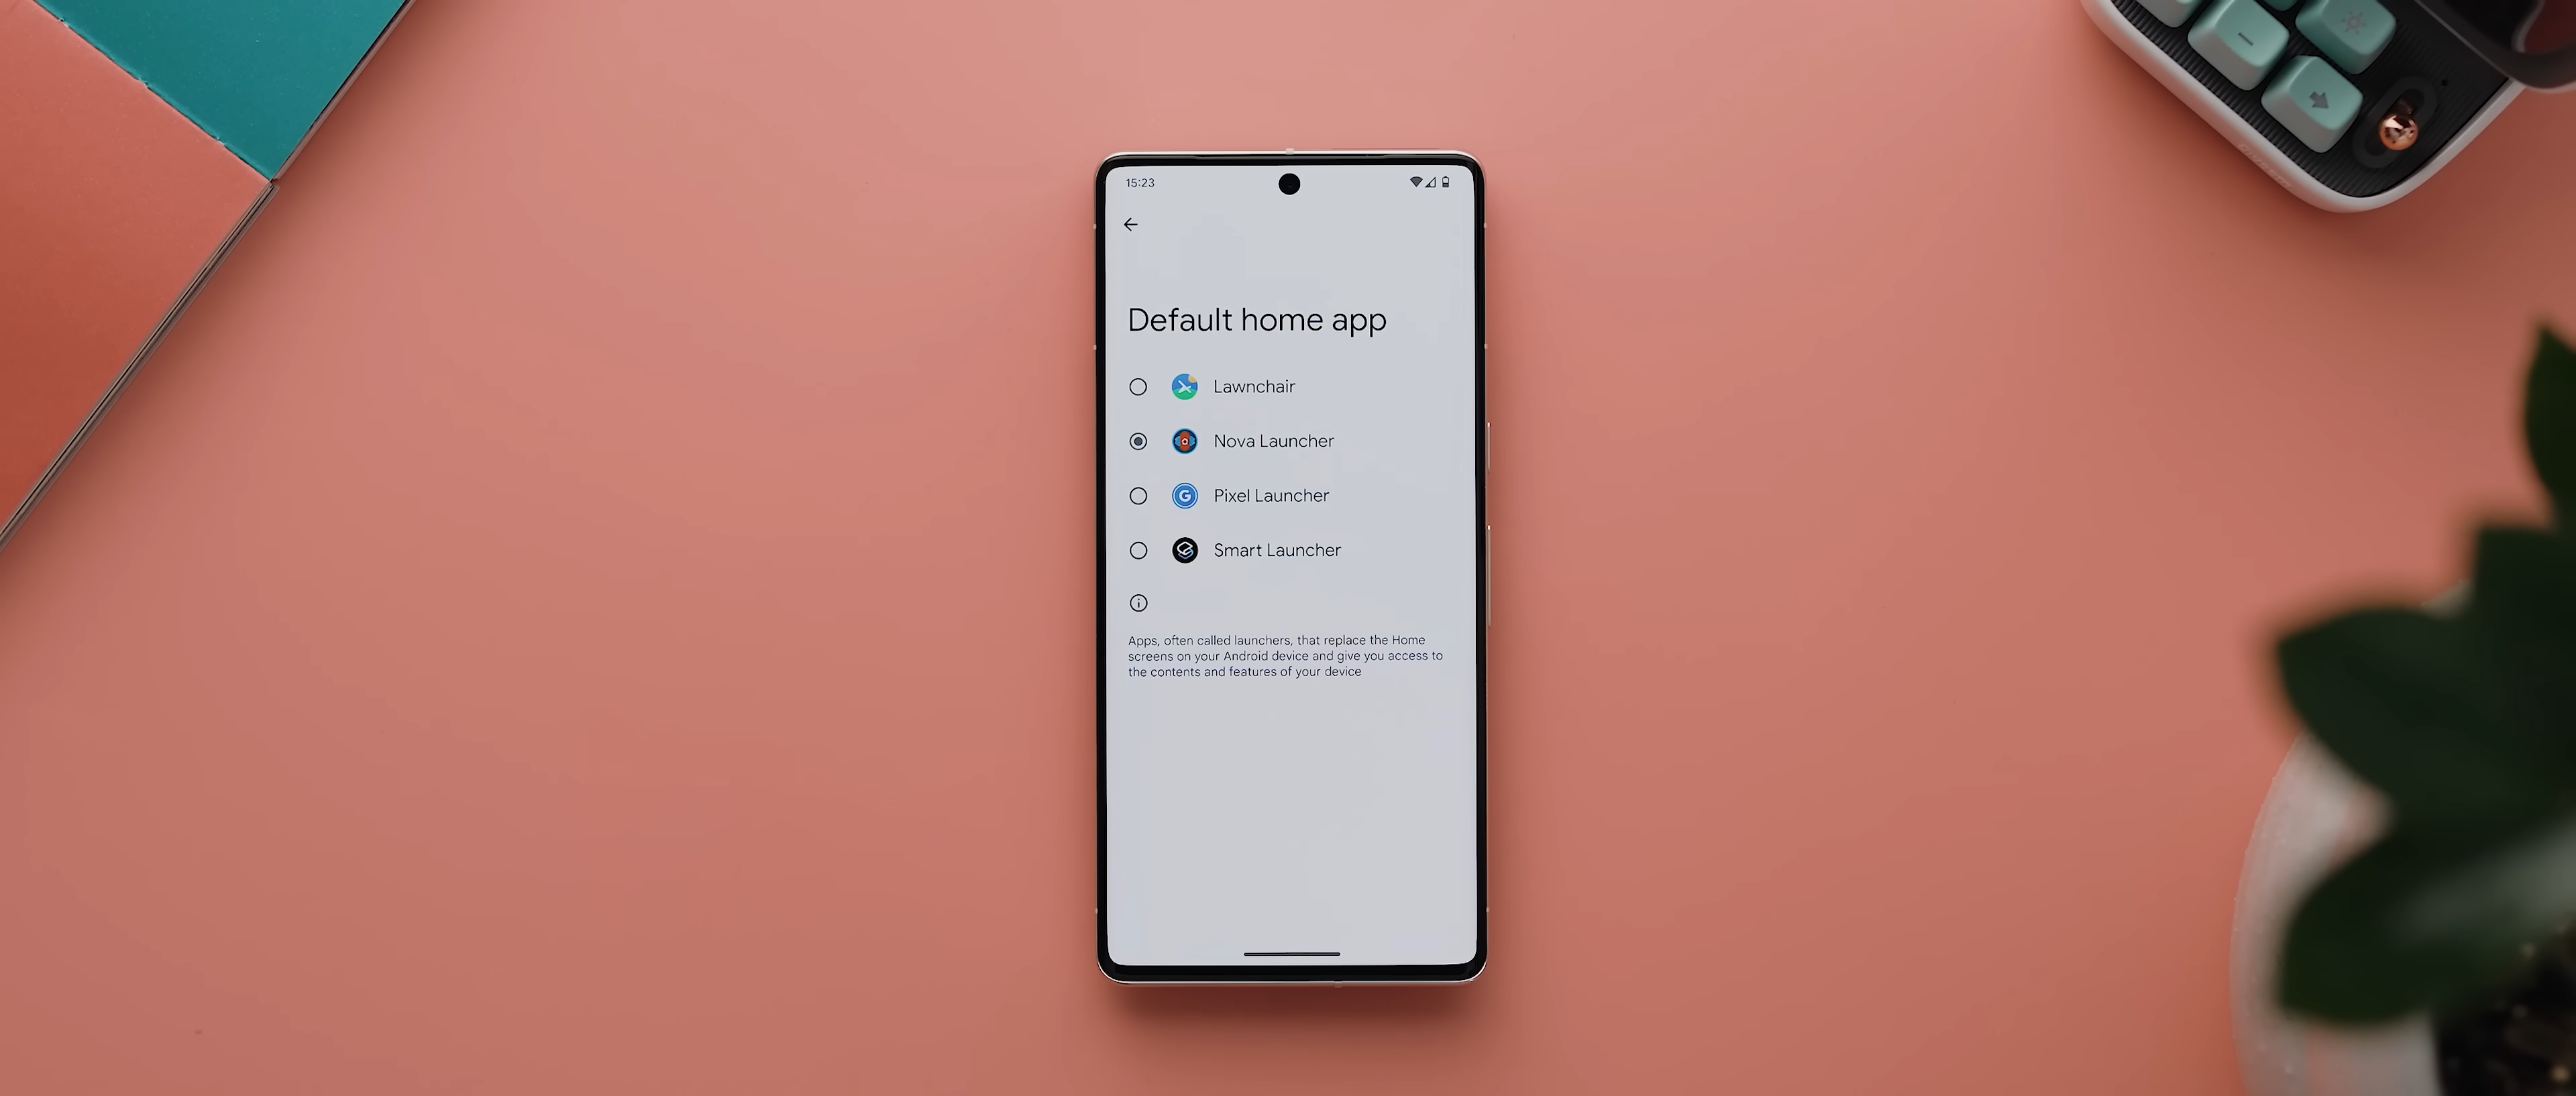 15:23
Default home app
Lawnchair
Nova Launcher
Pixel Launcher
Smart Launcher
Apps, often called launchers, that replace the Home
screens on your Android device and give you access to
the contents and features of your device